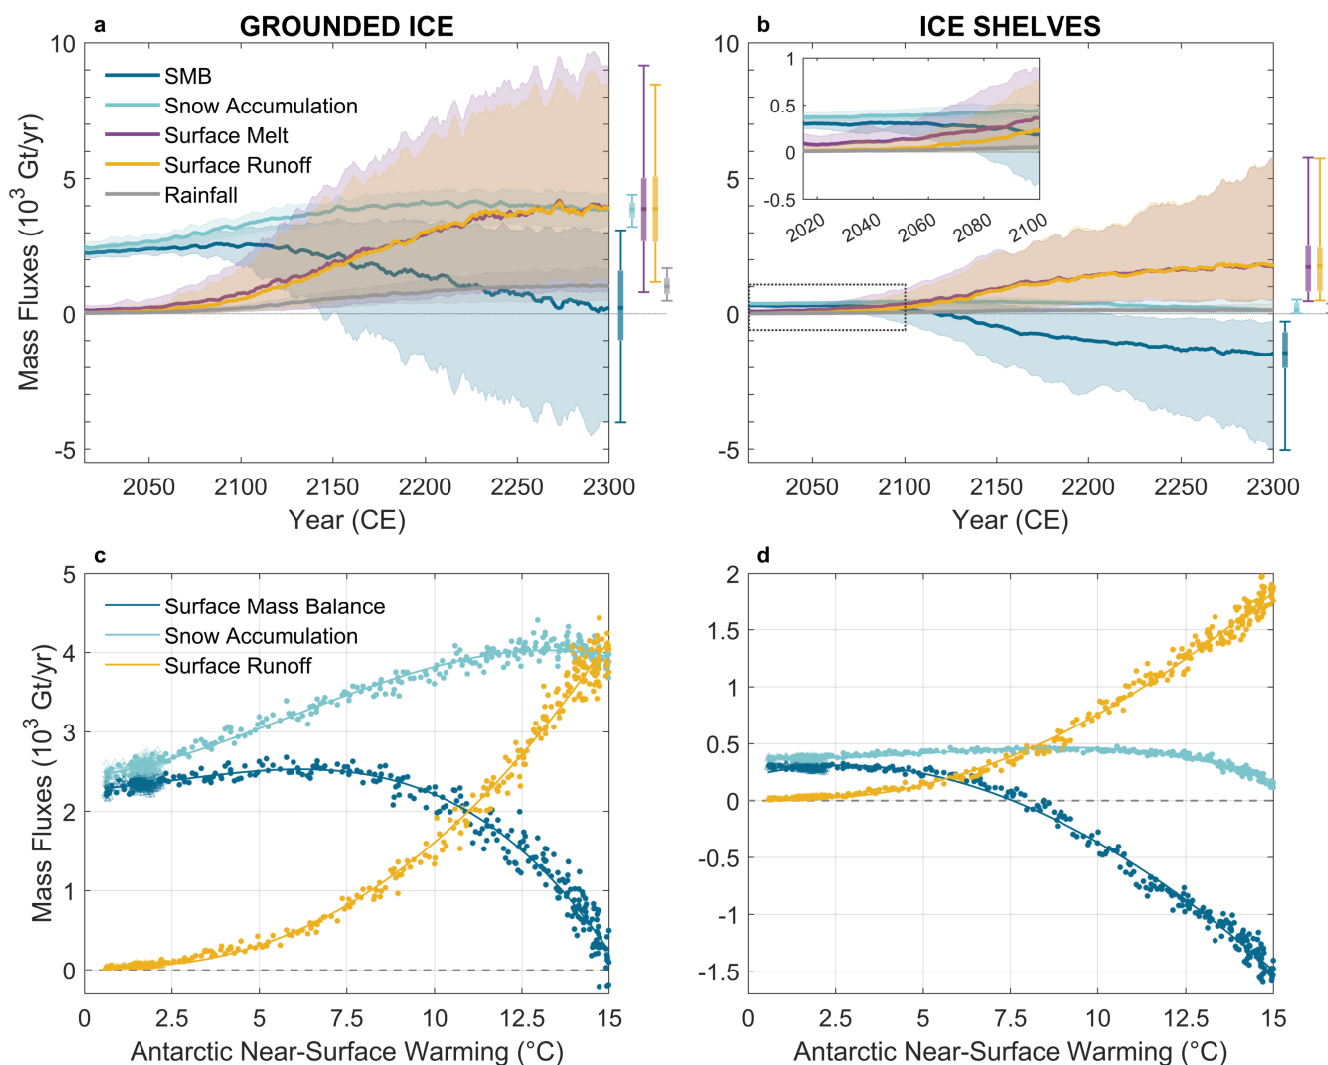 a GROUNDED ICE
10
5
0
-5
Mass Fluxes (10³ Gt/yr)
SMB
Snow Accumulation
Surface Melt
Surface Runoff
Rainfall
2050 2100 2150 2200 2250 2300
Year (CE)
b ICE SHELVES
10
5
0
-5
1
0.5
0
-0.5
2020 2040 2060 2080 2100
2050 2100 2150 2200 2250 2300
Year (CE)
c
5
4
3
2
1
0
Mass Fluxes (10³ Gt/yr)
Surface Mass Balance
Snow Accumulation
Surface Runoff
0 2.5 5 7.5 10 12.5 15
Antarctic Near-Surface Warming (°C)
d
2
1.5
1
0.5
0
-0.5
-1
-1.5
0 2.5 5 7.5 10 12.5 15
Antarctic Near-Surface Warming (°C)